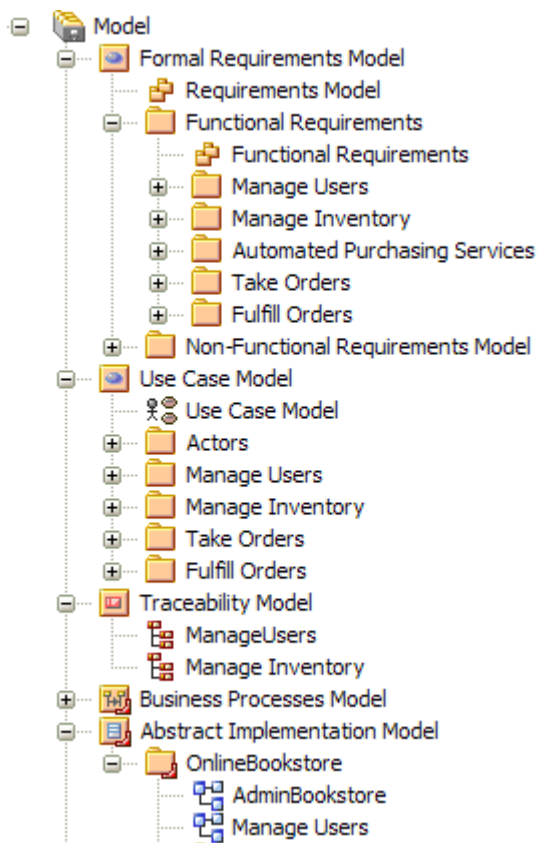 Model
Formal Requirements Model
Requirements Model
Functional Requirements
Functional Requirements
Manage Users
Manage Inventory
Automated Purchasing Services
Take Orders
Fulfill Orders
Non-Functional Requirements Model
Use Case Model
Use Case Model
Actors
Manage Users
Manage Inventory
Take Orders
Fulfill Orders
Traceability Model
ManageUsers
Manage Inventory
Business Processes Model
Abstract Implementation Model
OnlineBookstore
AdminBookstore
Manage Users